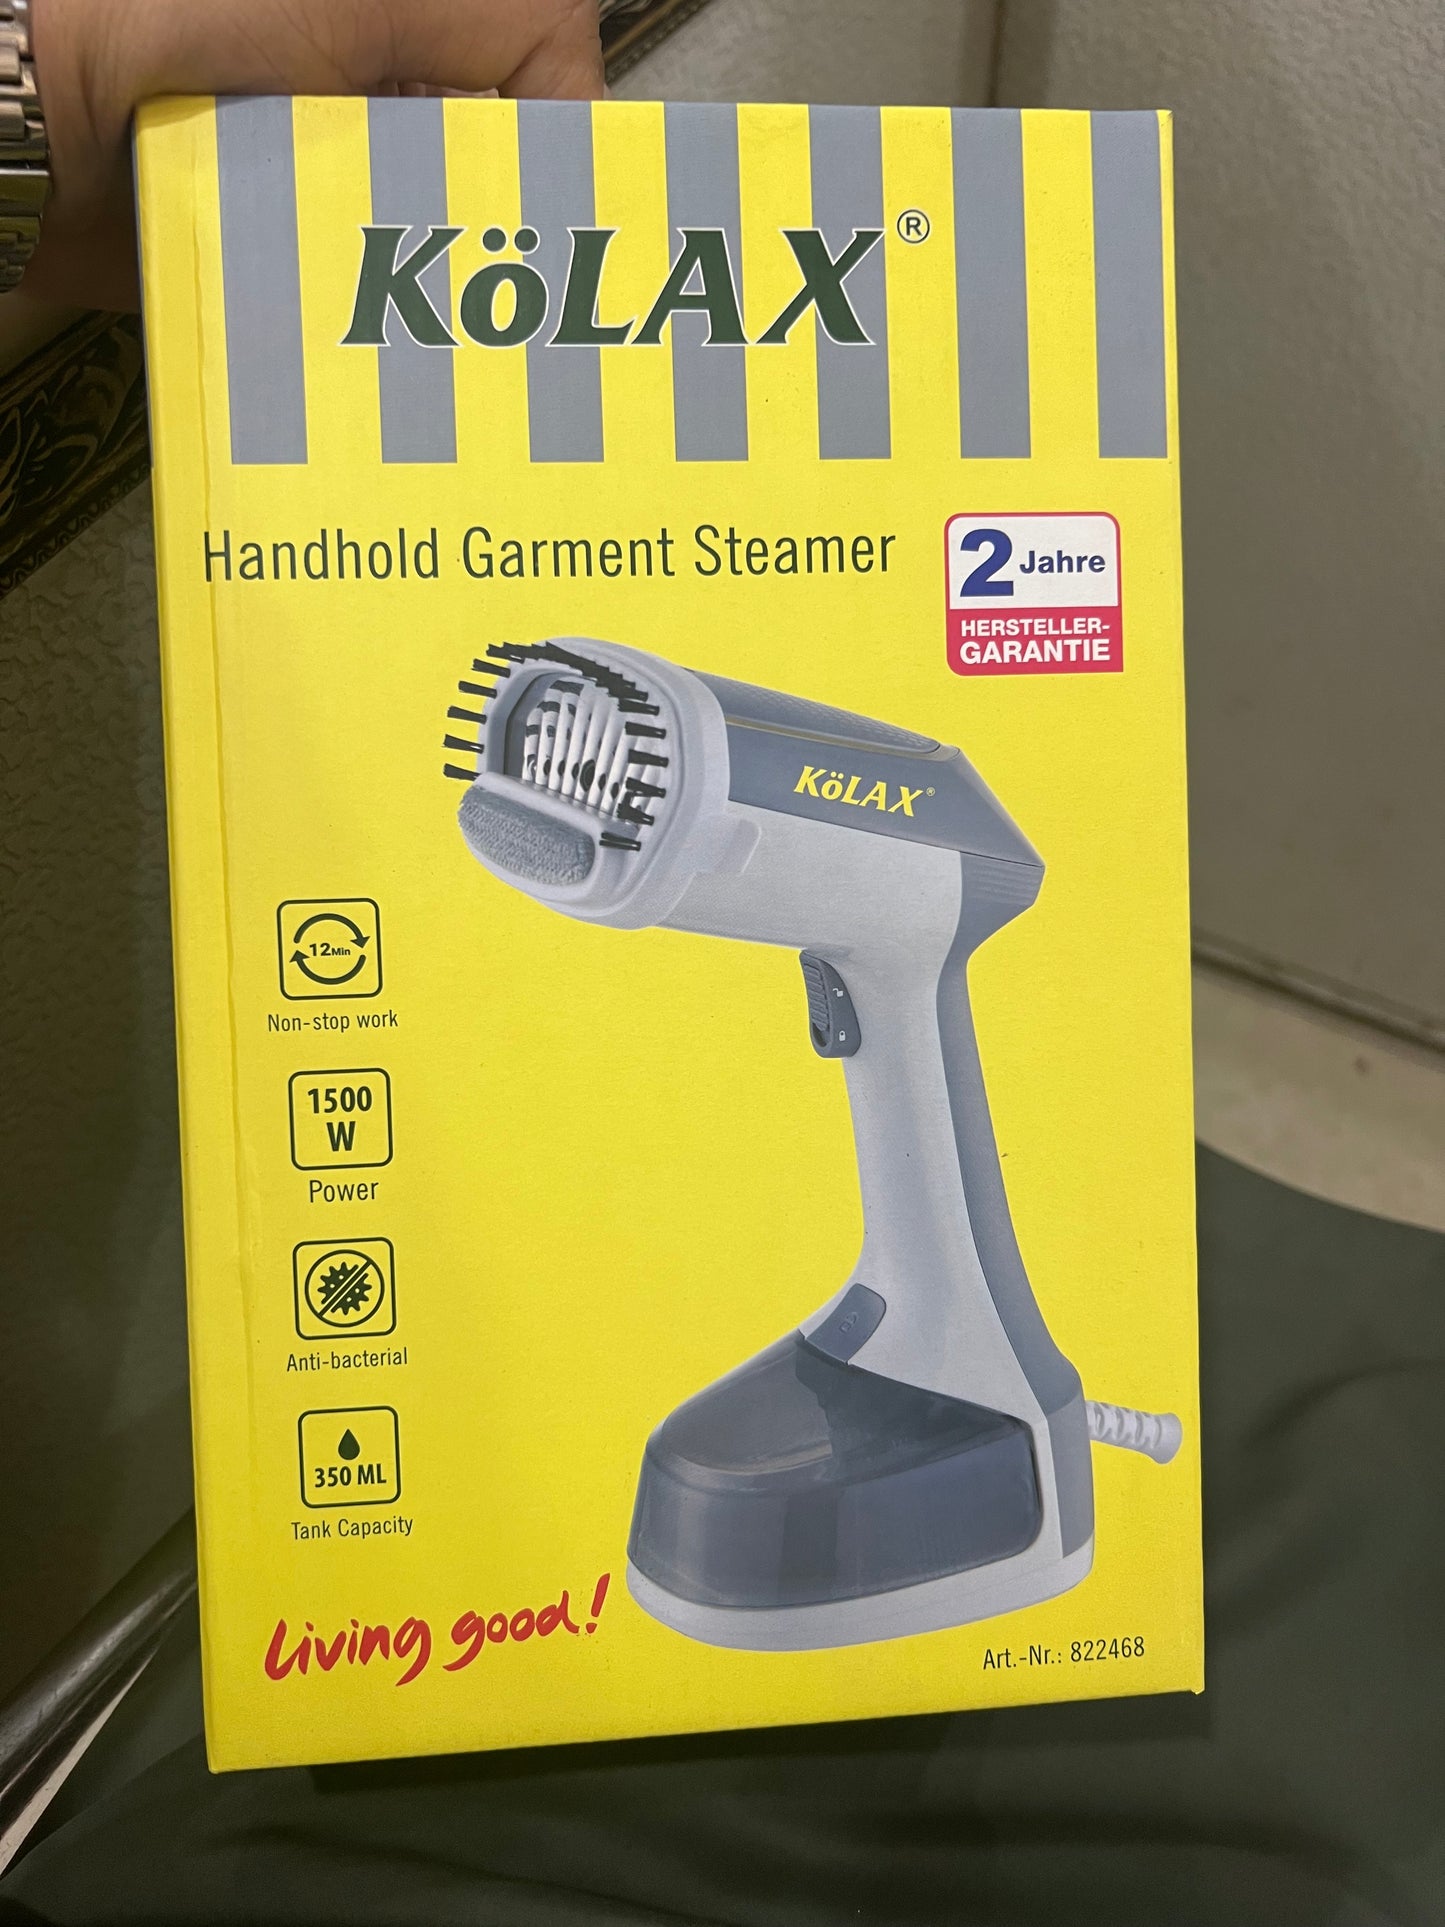 KöLAX®
Handhold Garment Steamer
2 Jahre
HERSTELLER-
GARANTIE
KöLAX®
12Min
Non-stop work
1500
W
Power
Anti-bacterial
350 ML
Tank Capacity
Living good!
Art.-Nr.: 822468